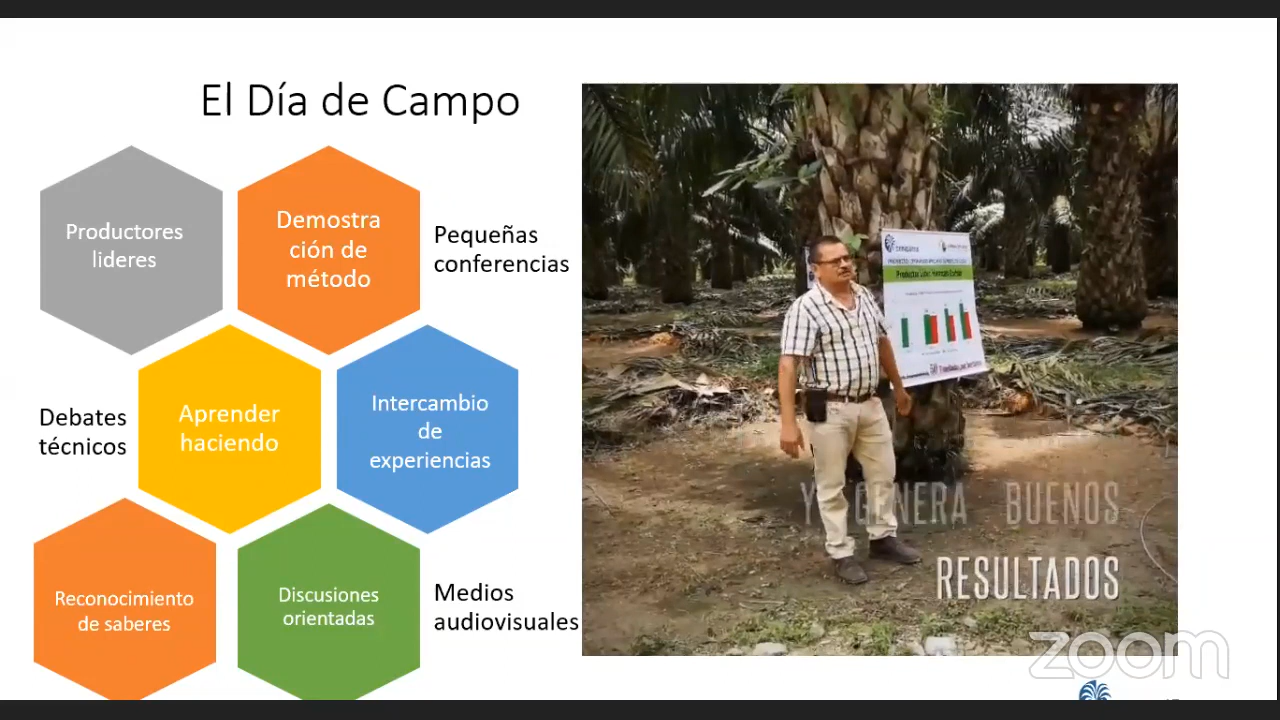 El Día de Campo
Productores
lideres
Demostra
ción de
método
Pequeñas
conferencias
Debates
técnicos
Aprender
haciendo
Intercambio
de
experiencias
Reconocimiento
de saberes
Discusiones
orientadas
Medios
audiovisuales
Y GENERA BUENOS
RESULTADOS
zoom